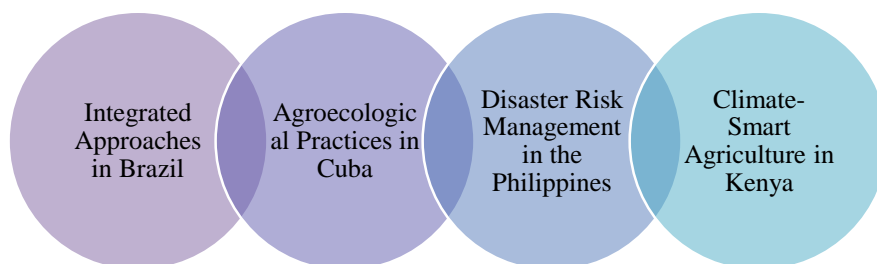 Integrated
Approaches
in Brazil
Agroecologic
al Practices in
Cuba
Disaster Risk
Management
in the
Philippines
Climate-
Smart
Agriculture in
Kenya